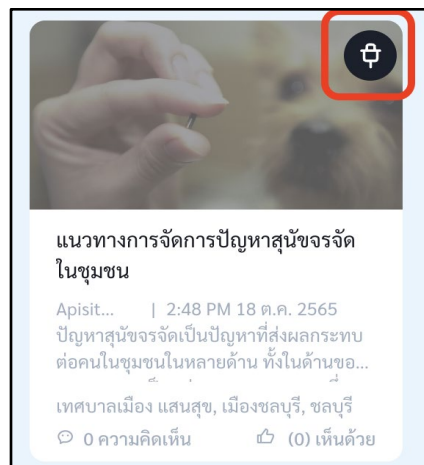 แนวทางการจัดการปัญหาสุนัขจรจัด
ในชุมชน
Apisit... | 2:48 PM 18 ต.ค. 2565
ปัญหาสุนัขจรจัดเป็นปัญหาที่ส่งผลกระทบ
ต่อคนในชุมชนในหลายด้าน ทั้งในด้านขอ...
เทศบาลเมือง แสนสุข, เมืองชลบุรี, ชลบุรี
0 ความคิดเห็น (0) เห็นด้วย